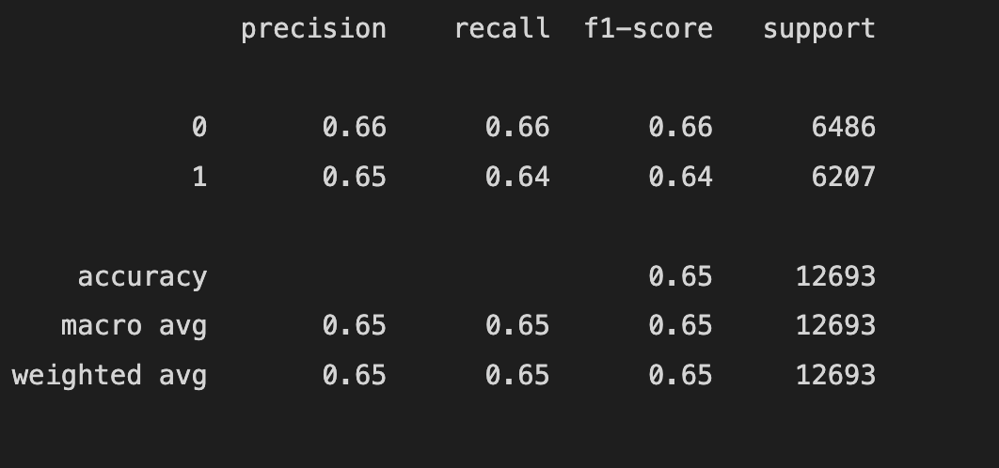 precision recall f1-score support
0 0.66 0.66 0.66 6486
1 0.65 0.64 0.64 6207
accuracy 0.65 12693
macro avg 0.65 0.65 0.65 12693
weighted avg 0.65 0.65 0.65 12693